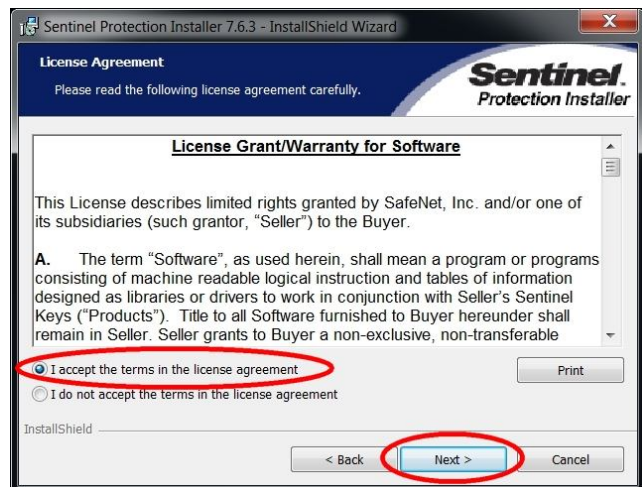 Sentinel Protection Installer 7.6.3 - InstallShield Wizard
License Agreement
Please read the following license agreement carefully.
Sentinel.
Protection Installer
License Grant/Warranty for Software
This License describes limited rights granted by SafeNet, Inc. and/or one of
its subsidiaries (such grantor, “Seller”) to the Buyer.
A. The term “Software”, as used herein, shall mean a program or programs
consisting of machine readable logical instruction and tables of information
designed as libraries or drivers to work in conjunction with Seller’s Sentinel
Keys (“Products”). Title to all Software furnished to Buyer hereunder shall
remain in Seller. Seller grants to Buyer a non-exclusive, non-transferable
I accept the terms in the license agreement
Print
I do not accept the terms in the license agreement
InstallShield
< Back
Next >
Cancel